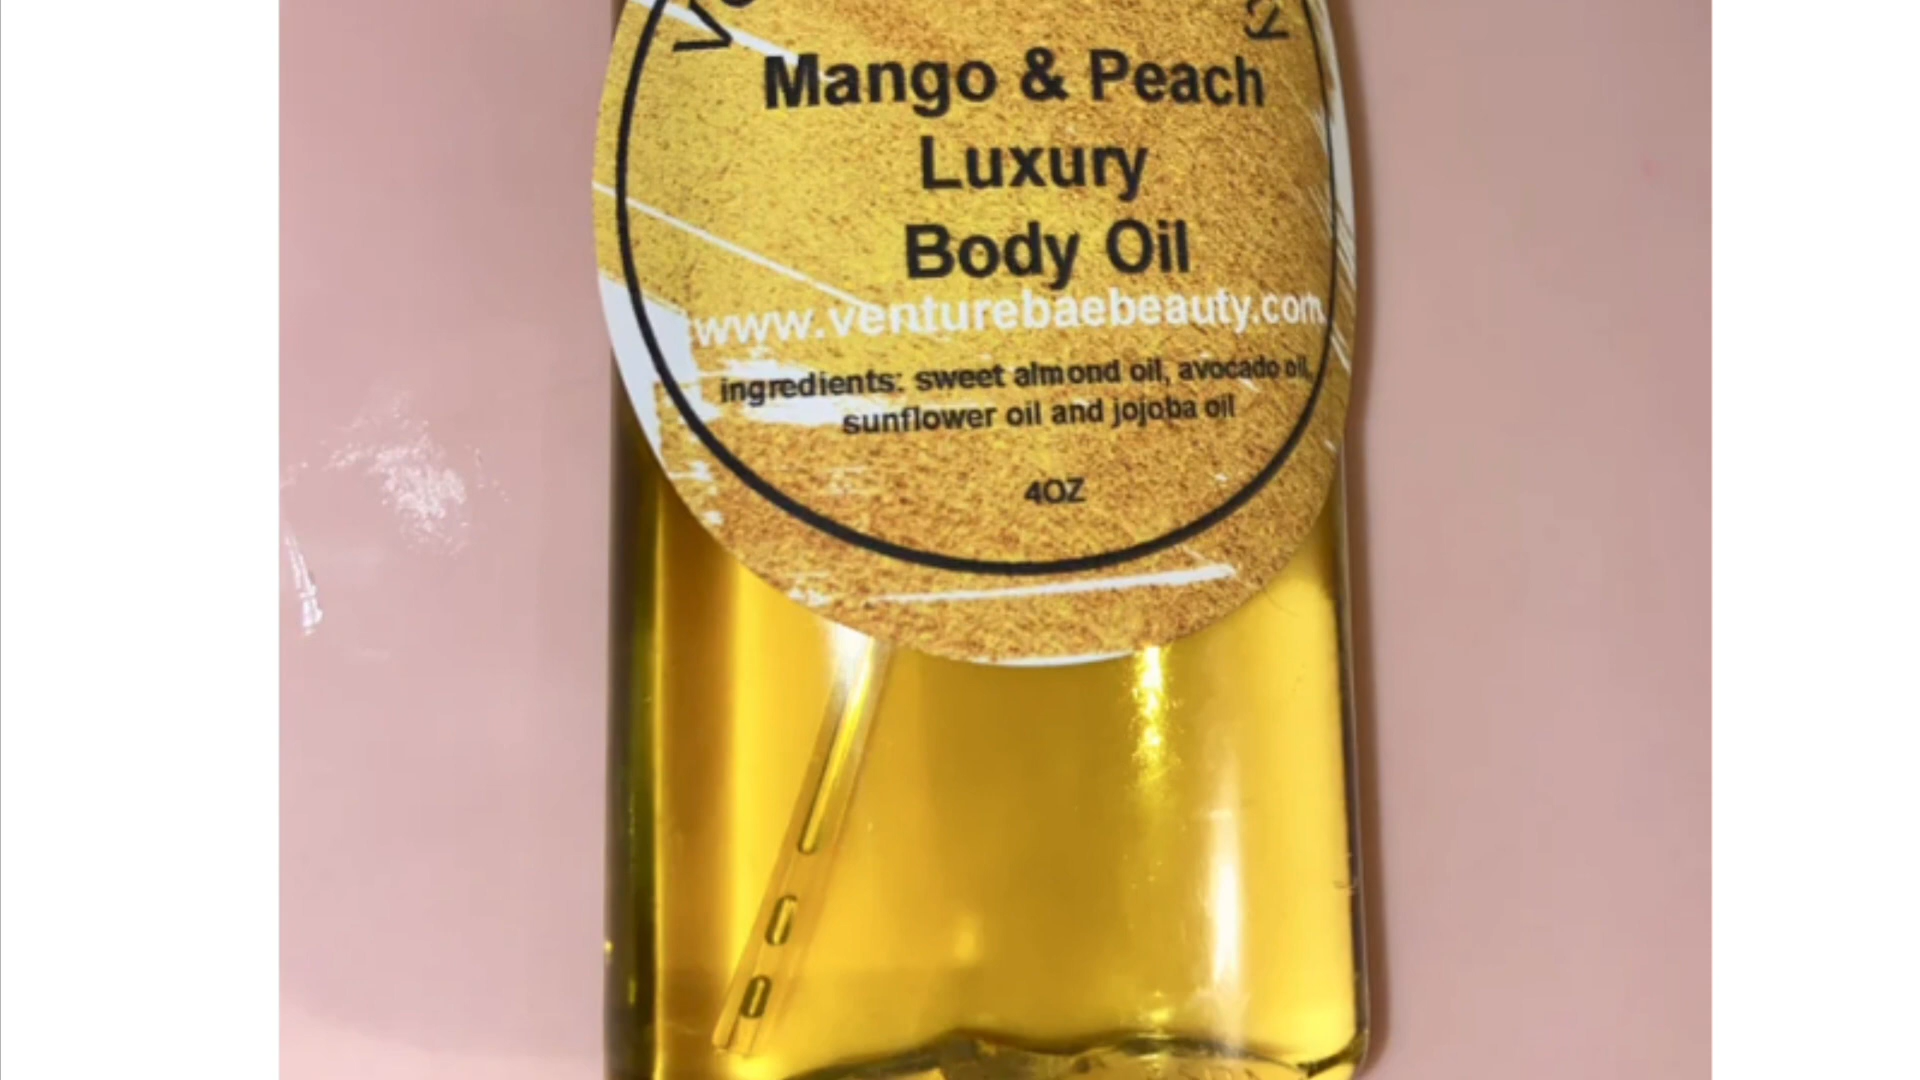 Mango & Peach
Luxury
Body Oil
www.venturebaebeauty.com
ingredients: sweet almond oil, avocado oil,
sunflower oil and jojoba oil
4OZ